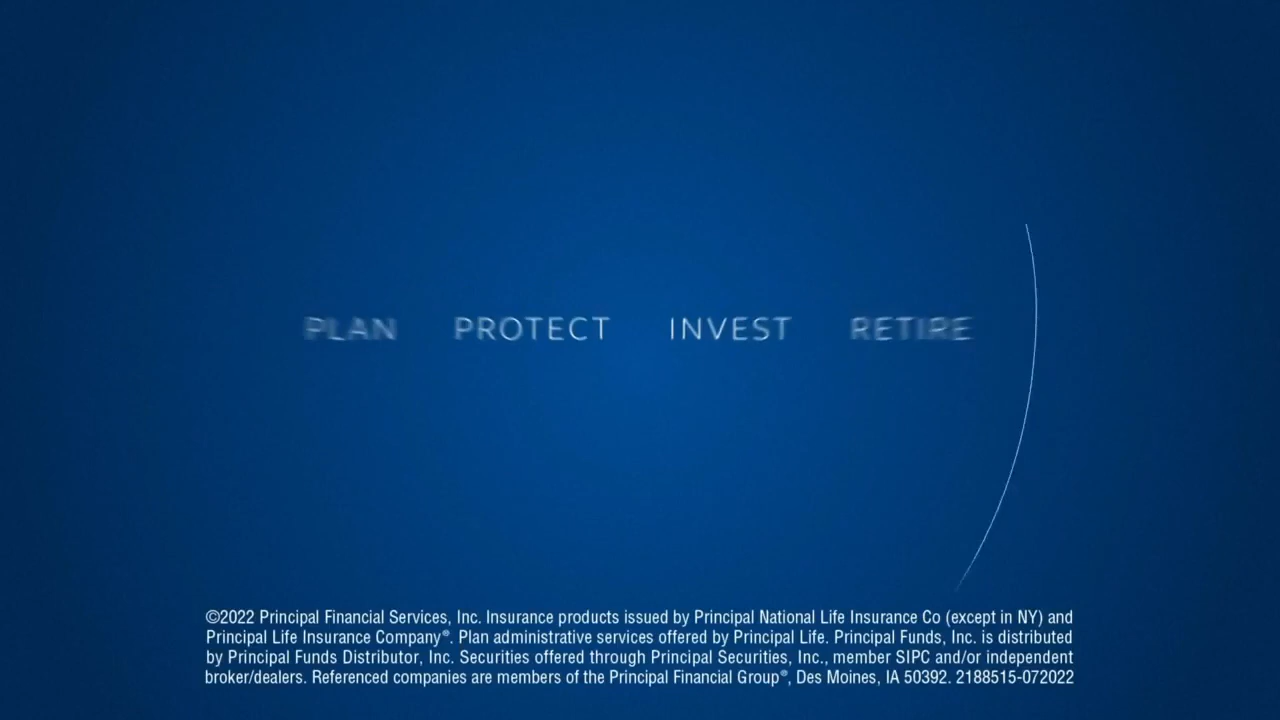 PLAN PROTECT INVEST RETIRE
©2022 Principal Financial Services, Inc. Insurance products issued by Principal National Life Insurance Co (except in NY) and
Principal Life Insurance Company®. Plan administrative services offered by Principal Life. Principal Funds, Inc. is distributed
by Principal Funds Distributor, Inc. Securities offered through Principal Securities, Inc., member SIPC and/or independent
broker/dealers. Referenced companies are members of the Principal Financial Group®, Des Moines, IA 50392. 2188515-072022